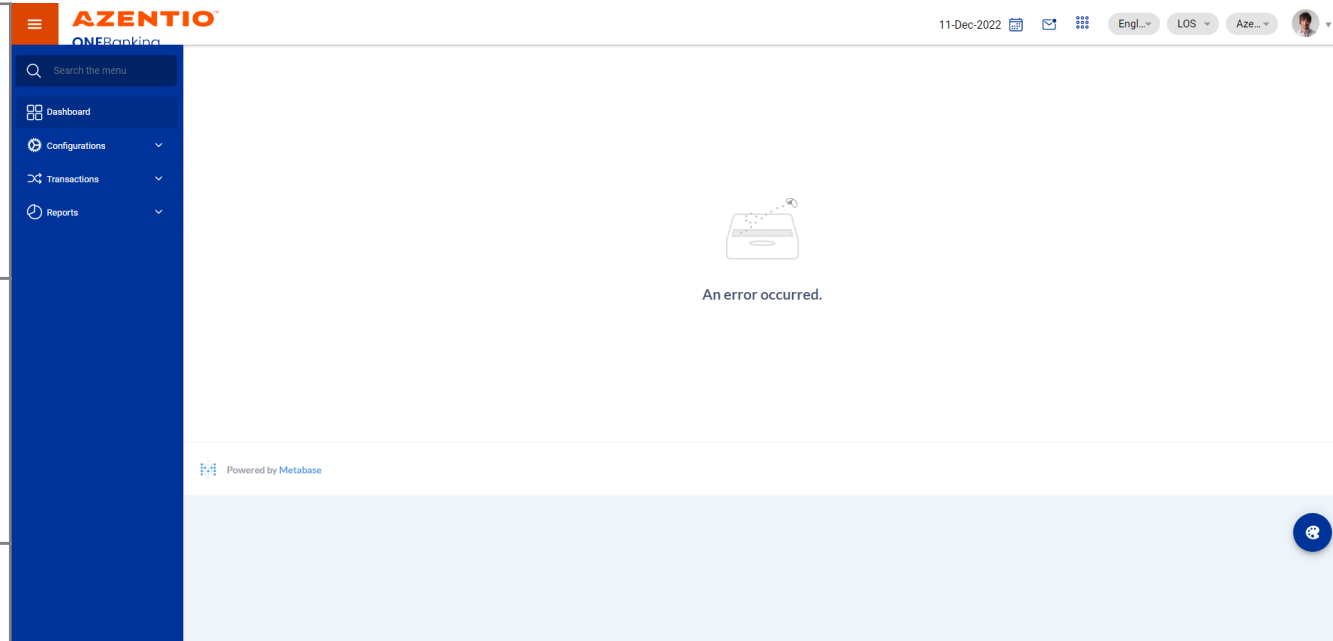 AZENTIO™
ONEBanking
11-Dec-2022
Engl...
LOS
Aze...
Search the menu
Dashboard
Configurations
Transactions
Reports
An error occurred.
Powered by Metabase